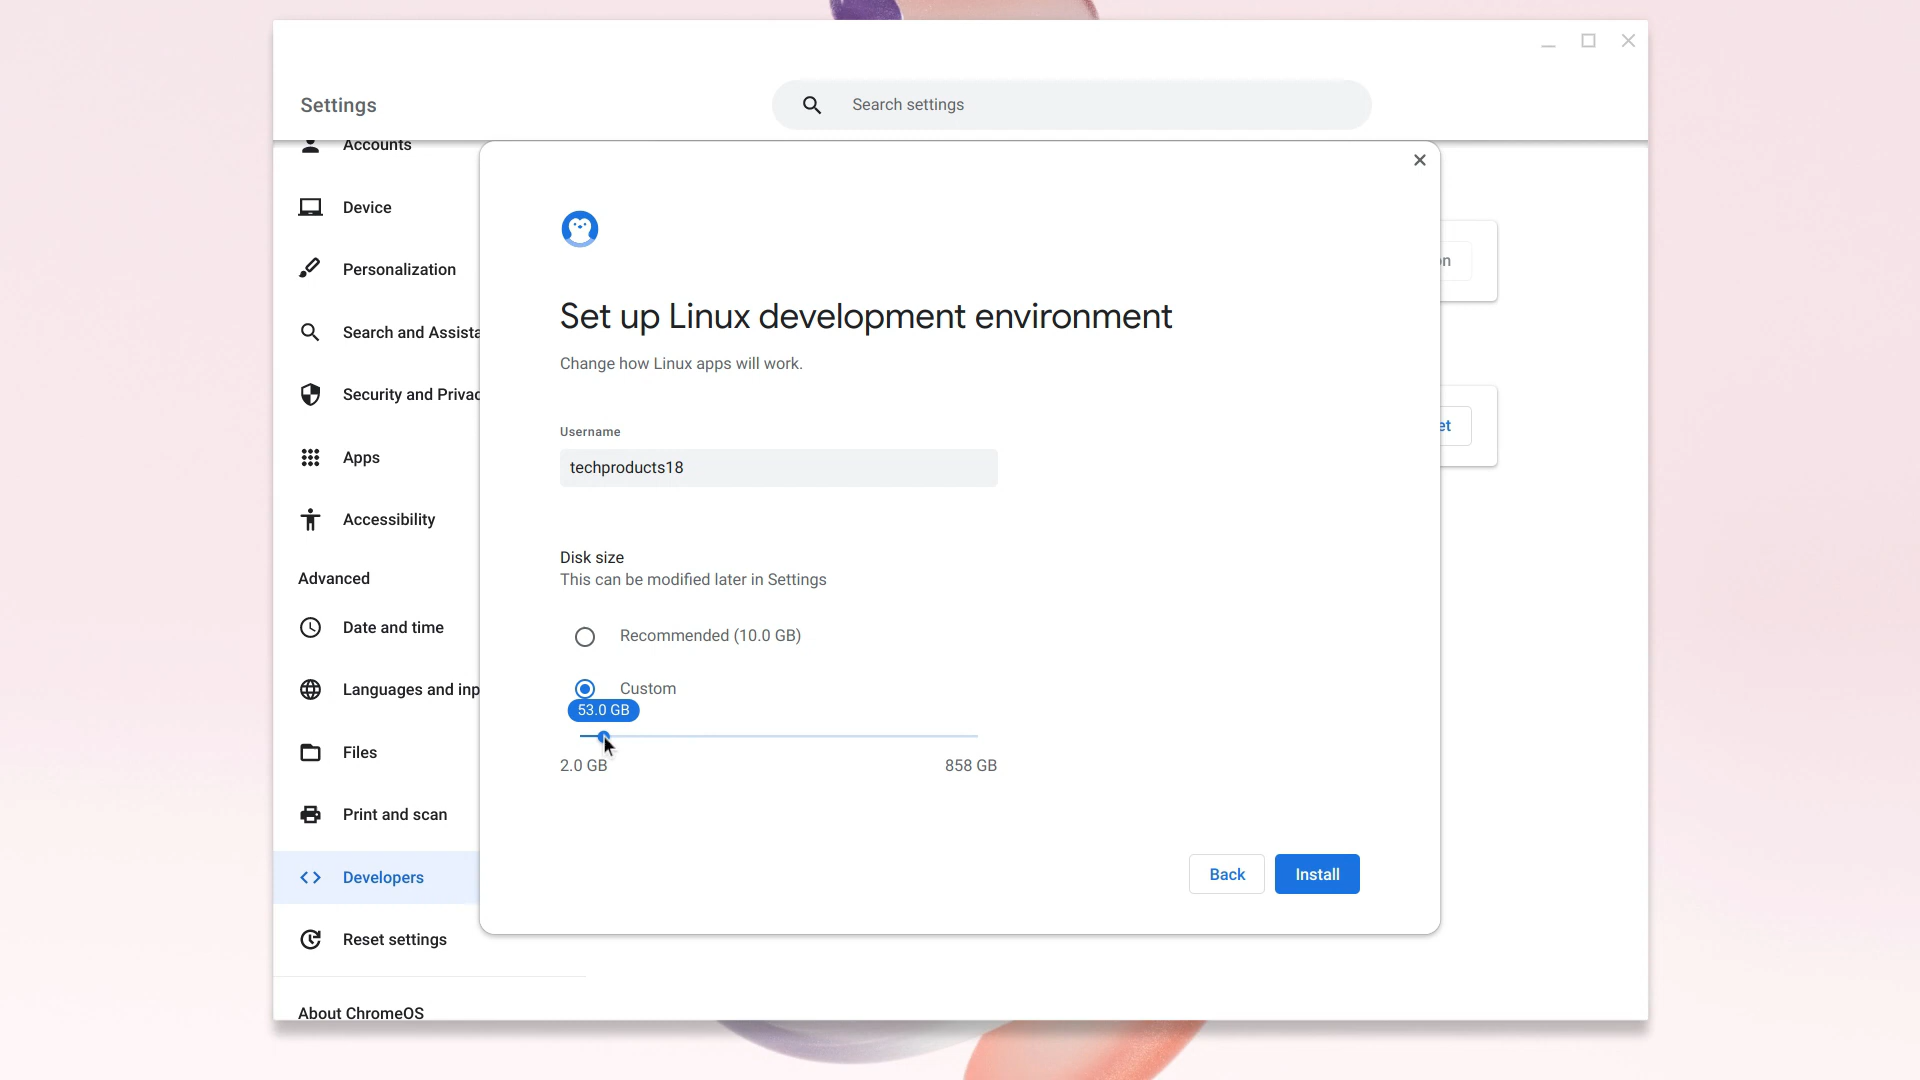 Settings
Search settings
Accounts
Device
Personalization
Search and Assista
Security and Privac
Apps
Accessibility
Advanced
Date and time
Languages and inp
Files
Print and scan
Developers
Reset settings
About ChromeOS
Set up Linux development environment
Change how Linux apps will work.
Username
techproducts18
Disk size
This can be modified later in Settings
Recommended (10.0 GB)
Custom
53.0 GB
2.0 GB 858 GB
Back Install
on
et